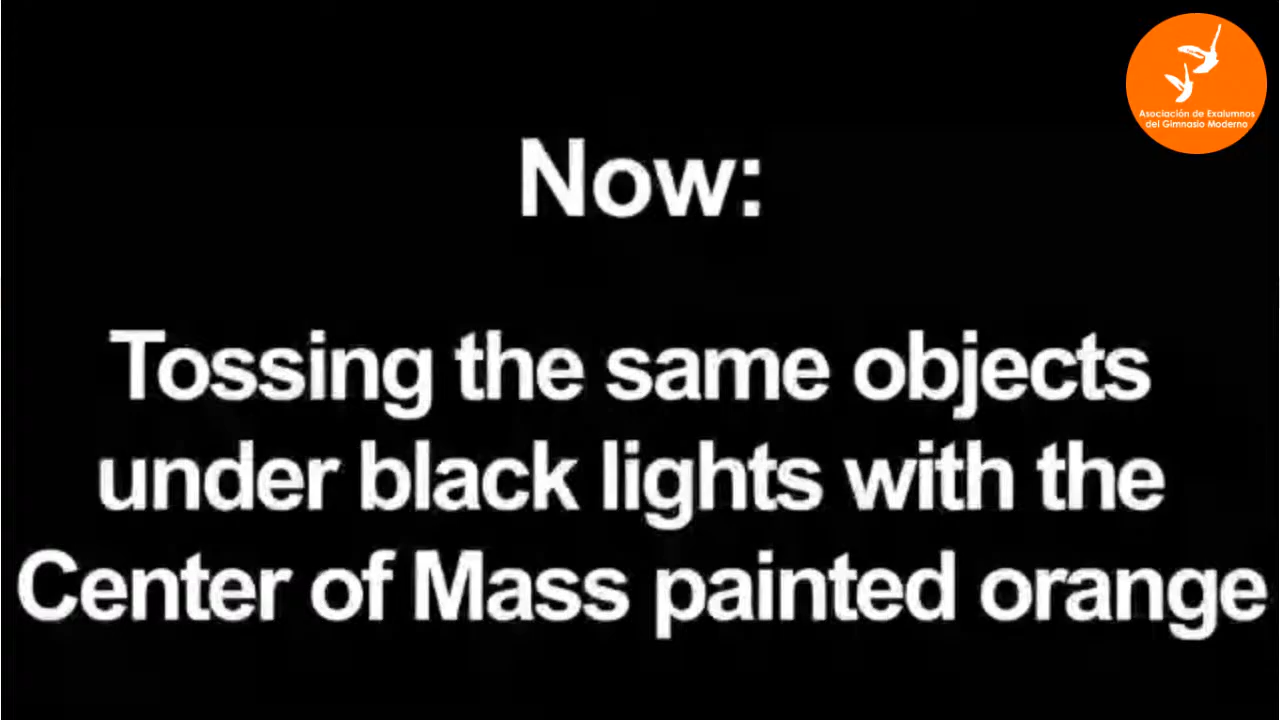 Asociación de Exalumnos
del Gimnasio Moderno
Now:
Tossing the same objects
under black lights with the
Center of Mass painted orange